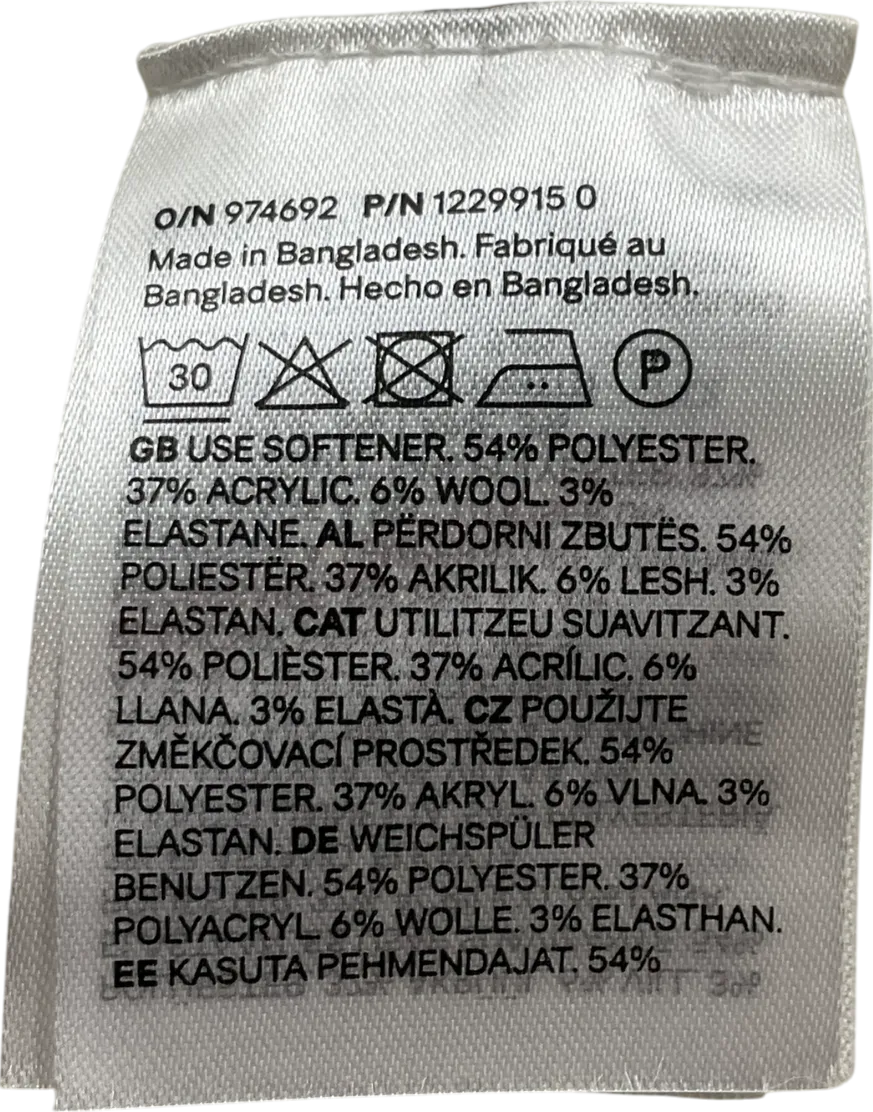 O/N 974692 P/N 1229915 0
Made in Bangladesh. Fabriqué au
Bangladesh. Hecho en Bangladesh.
30 P
GB USE SOFTENER. 54% POLYESTER.
37% ACRYLIC. 6% WOOL. 3%
ELASTANE. AL PËRDORNI ZBUTËS. 54%
POLIESTËR. 37% AKRILIK. 6% LESH. 3%
ELASTAN. CAT UTILITZEU SUAVITZANT.
54% POLIÈSTER. 37% ACRÍLIC. 6%
LLANA. 3% ELASTÀ. CZ POUŽIJTE
ZMĚKČOVACÍ PROSTŘEDEK. 54%
POLYESTER. 37% AKRYL. 6% VLNA. 3%
ELASTAN. DE WEICHSPÜLER
BENUTZEN. 54% POLYESTER. 37%
POLYACRYL. 6% WOLLE. 3% ELASTHAN.
EE KASUTA PEHMENDAJAT. 54%